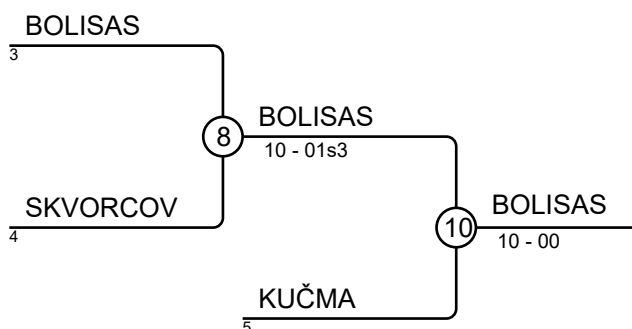 BOLISAS
3
8
BOLISAS
10 - 01s3
SKVORCOV
4
10
BOLISAS
10 - 00
KUČMA
5